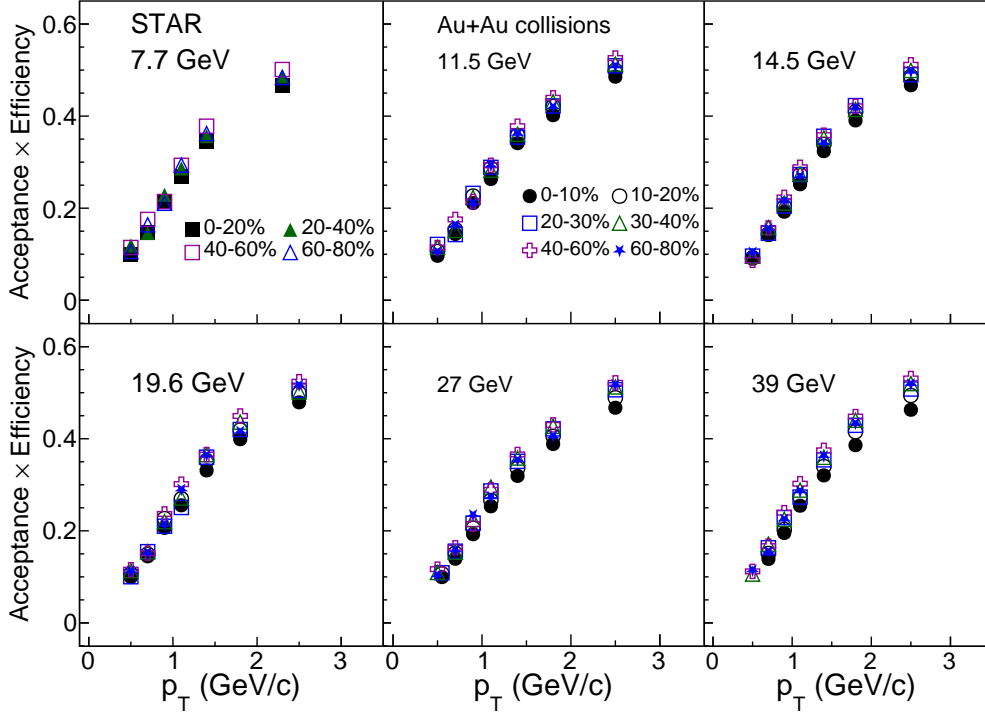 STAR
7.7 GeV
Au+Au collisions
11.5 GeV
14.5 GeV
0.6
0.4
0.2
0
Acceptance × Efficiency
0-20% 20-40%
40-60% 60-80%
0-10% 10-20%
20-30% 30-40%
40-60% 60-80%
19.6 GeV
27 GeV
39 GeV
0.6
0.4
0.2
0
Acceptance × Efficiency
0 1 2 3 0 1 2 3 0 1 2 3
p_T (GeV/c) p_T (GeV/c) p_T (GeV/c)